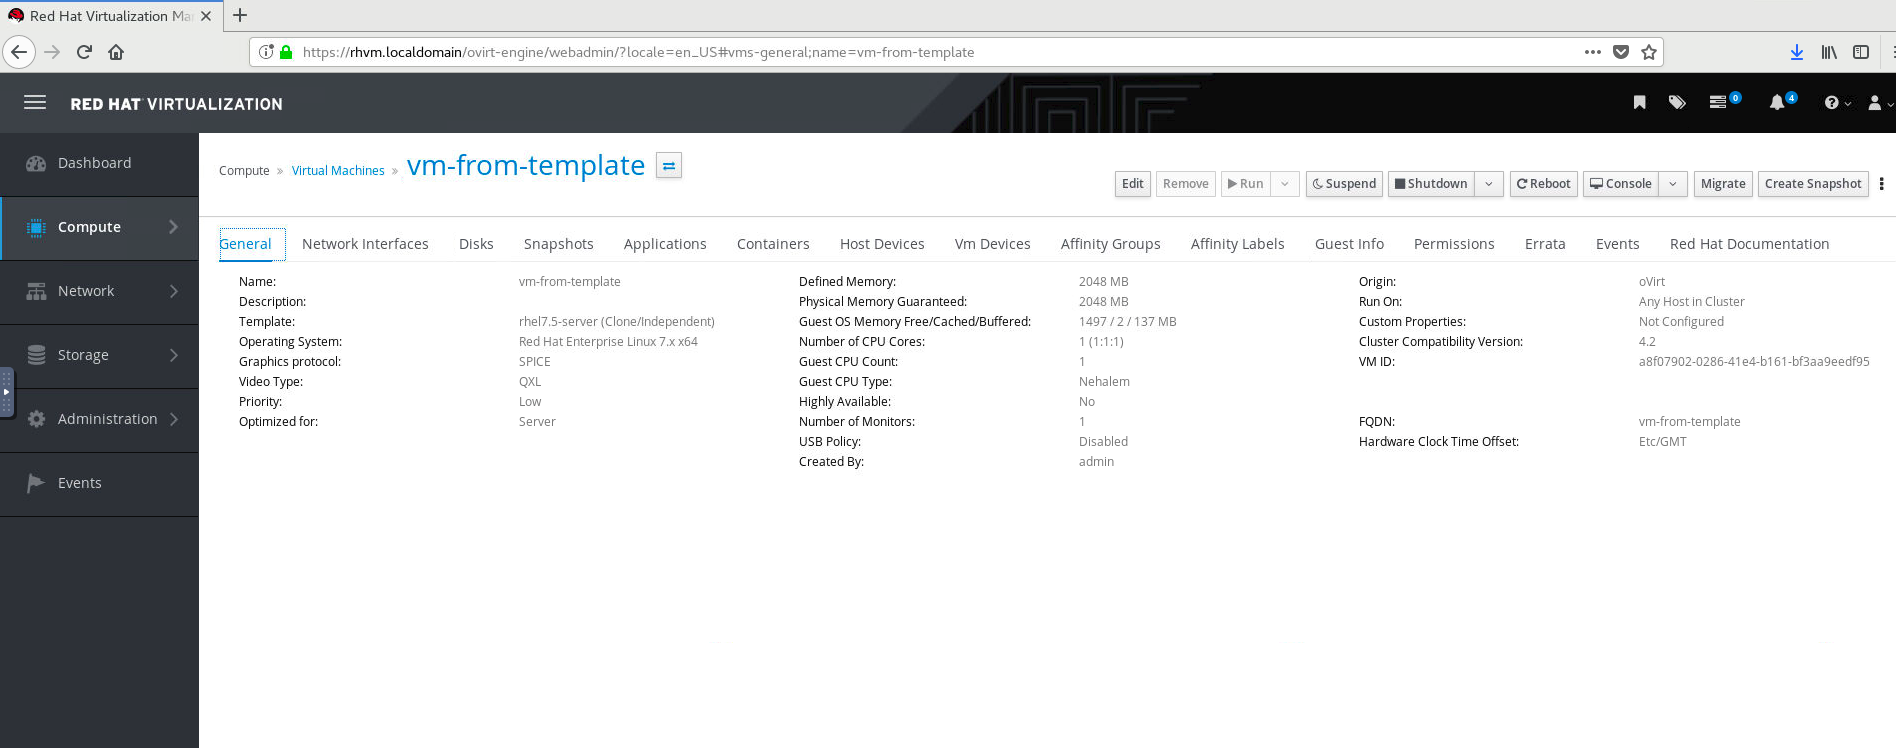 Red Hat Virtualization Ma
https://rhvm.localdomain/ovirt-engine/webadmin/?locale=en_US#vms-general;name=vm-from-template
RED HAT VIRTUALIZATION
0
4
Dashboard
Compute
Network
Storage
Administration
Events
Compute » Virtual Machines » vm-from-template
Edit Remove Run Suspend Shutdown Reboot Console Migrate Create Snapshot
General Network Interfaces Disks Snapshots Applications Containers Host Devices Vm Devices Affinity Groups Affinity Labels Guest Info Permissions Errata Events Red Hat Documentation
Name: vm-from-template
Description:
Template: rhel7.5-server (Clone/Independent)
Operating System: Red Hat Enterprise Linux 7.x x64
Graphics protocol: SPICE
Video Type: QXL
Priority: Low
Optimized for: Server
Defined Memory: 2048 MB
Physical Memory Guaranteed: 2048 MB
Guest OS Memory Free/Cached/Buffered: 1497 / 2 / 137 MB
Number of CPU Cores: 1 (1:1:1)
Guest CPU Count: 1
Guest CPU Type: Nehalem
Highly Available: No
Number of Monitors: 1
USB Policy: Disabled
Created By: admin
Origin: oVirt
Run On: Any Host in Cluster
Custom Properties: Not Configured
Cluster Compatibility Version: 4.2
VM ID: a8f07902-0286-41e4-b161-bf3aa9eedf95
FQDN: vm-from-template
Hardware Clock Time Offset: Etc/GMT